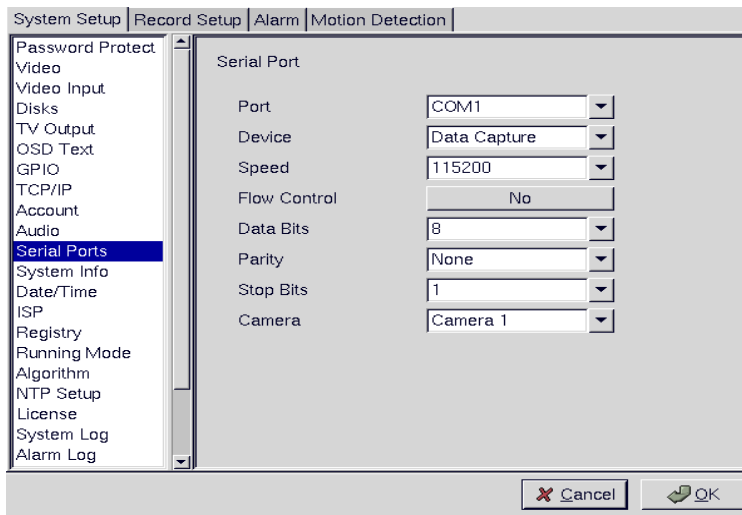 System Setup Record Setup Alarm Motion Detection
Password Protect
Video
Video Input
Disks
TV Output
OSD Text
GPIO
TCP/IP
Account
Audio
Serial Ports
System Info
Date/Time
ISP
Registry
Running Mode
Algorithm
NTP Setup
License
System Log
Alarm Log
Serial Port
Port COM1
Device Data Capture
Speed 115200
Flow Control No
Data Bits 8
Parity None
Stop Bits 1
Camera Camera 1
Cancel OK